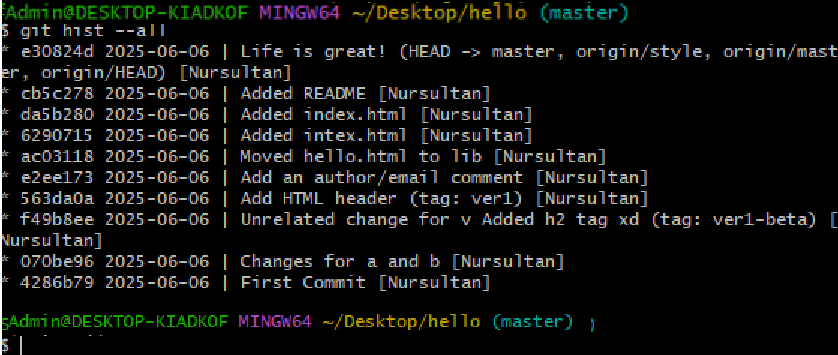 sAdmin@DESKTOP-KIADKOF MINGW64 ~/Desktop/hello (master)
$ git hist --all
* e30824d 2025-06-06 | Life is great! (HEAD -> master, origin/style, origin/mast
er, origin/HEAD) [Nursultan]
* cb5c278 2025-06-06 | Added README [Nursultan]
* da5b280 2025-06-06 | Added index.html [Nursultan]
* 6290715 2025-06-06 | Added intex.html [Nursultan]
* ac03118 2025-06-06 | Moved hello.html to lib [Nursultan]
* e2ee173 2025-06-06 | Add an author/email comment [Nursultan]
* 563da0a 2025-06-06 | Add HTML header (tag: ver1) [Nursultan]
* f49b8ee 2025-06-06 | Unrelated change for v Added h2 tag xd (tag: ver1-beta) [
Nursultan]
* 070be96 2025-06-06 | Changes for a and b [Nursultan]
* 4286b79 2025-06-06 | First Commit [Nursultan]
sAdmin@DESKTOP-KIADKOF MINGW64 ~/Desktop/hello (master) )
$